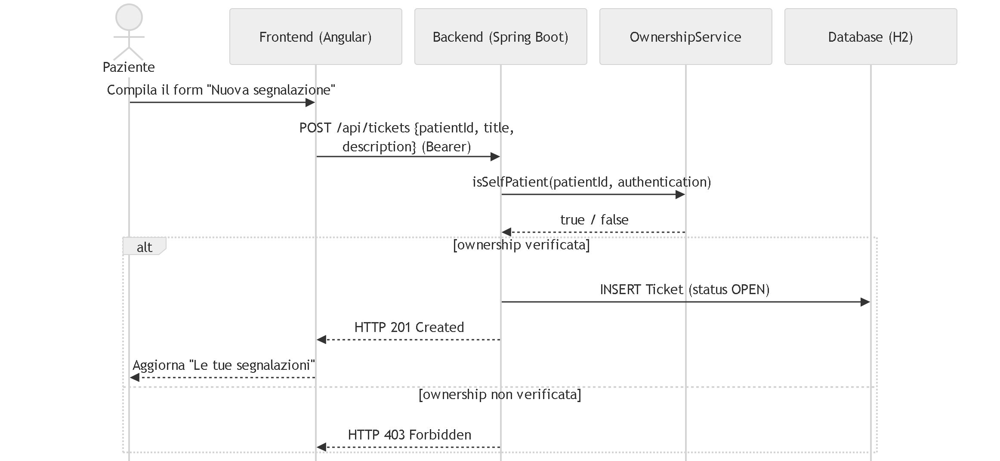 Paziente
Frontend (Angular)
Backend (Spring Boot)
OwnershipService
Database (H2)
Compila il form "Nuova segnalazione"
POST /api/tickets {patientId, title,
description} (Bearer)
isSelfPatient(patientId, authentication)
true / false
alt
[ownership verificata]
INSERT Ticket (status OPEN)
HTTP 201 Created
Aggiorna "Le tue segnalazioni"
[ownership non verificata]
HTTP 403 Forbidden